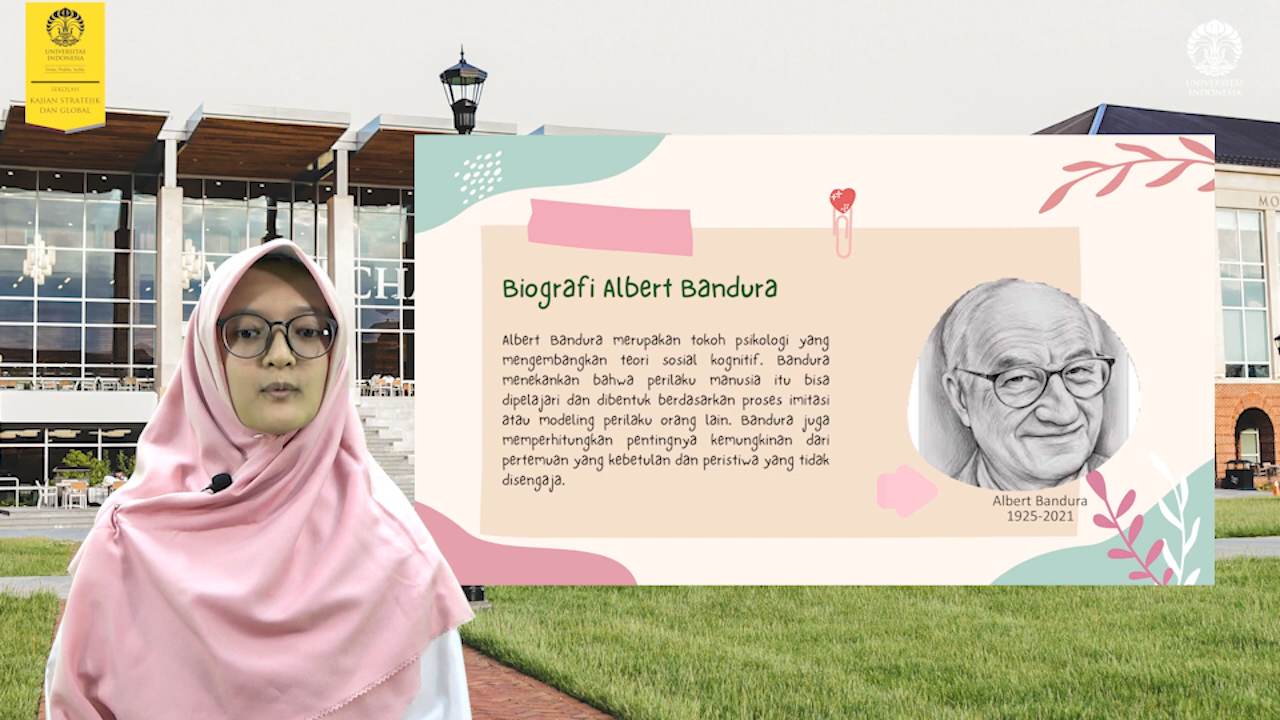 UNIVERSITAS
INDONESIA
SEKOLAH
KAJIAN STRATEJIK
DAN GLOBAL
UNIVERSITAS
INDONESIA
Biografi Albert Bandura
Albert Bandura merupakan tokoh psikologi yang
mengembangkan teori sosial kognitif. Bandura
menekankan bahwa perilaku manusia itu bisa
dipelajari dan dibentuk berdasarkan proses imitasi
atau modeling perilaku orang lain. Bandura juga
memperhitungkan pentingnya kemungkinan dari
pertemuan yang kebetulan dan peristiwa yang tidak
disengaja.
Albert Bandura
1925-2021